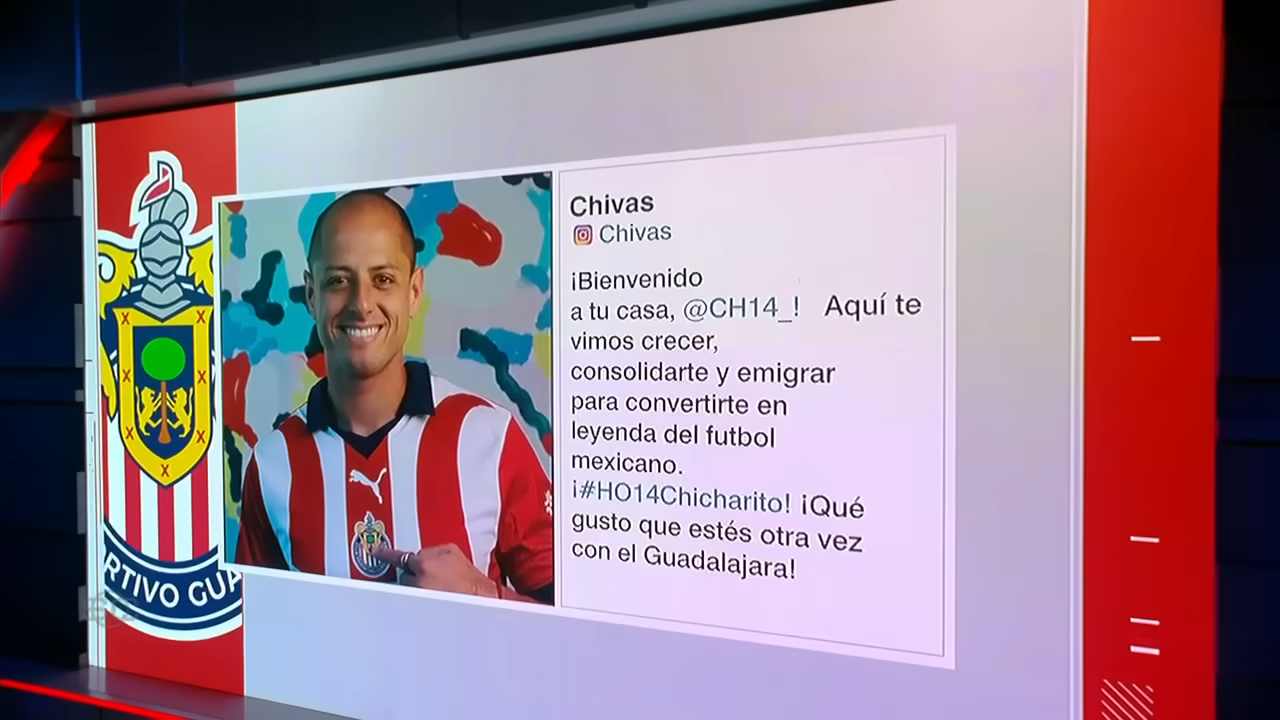 Chivas
Chivas
¡Bienvenido
a tu casa, @CH14_! Aquí te
vimos crecer,
consolidarte y emigrar
para convertirte en
leyenda del futbol
mexicano.
¡#HO14Chicharito! ¡Qué
gusto que estés otra vez
con el Guadalajara!
RTIVO GUA